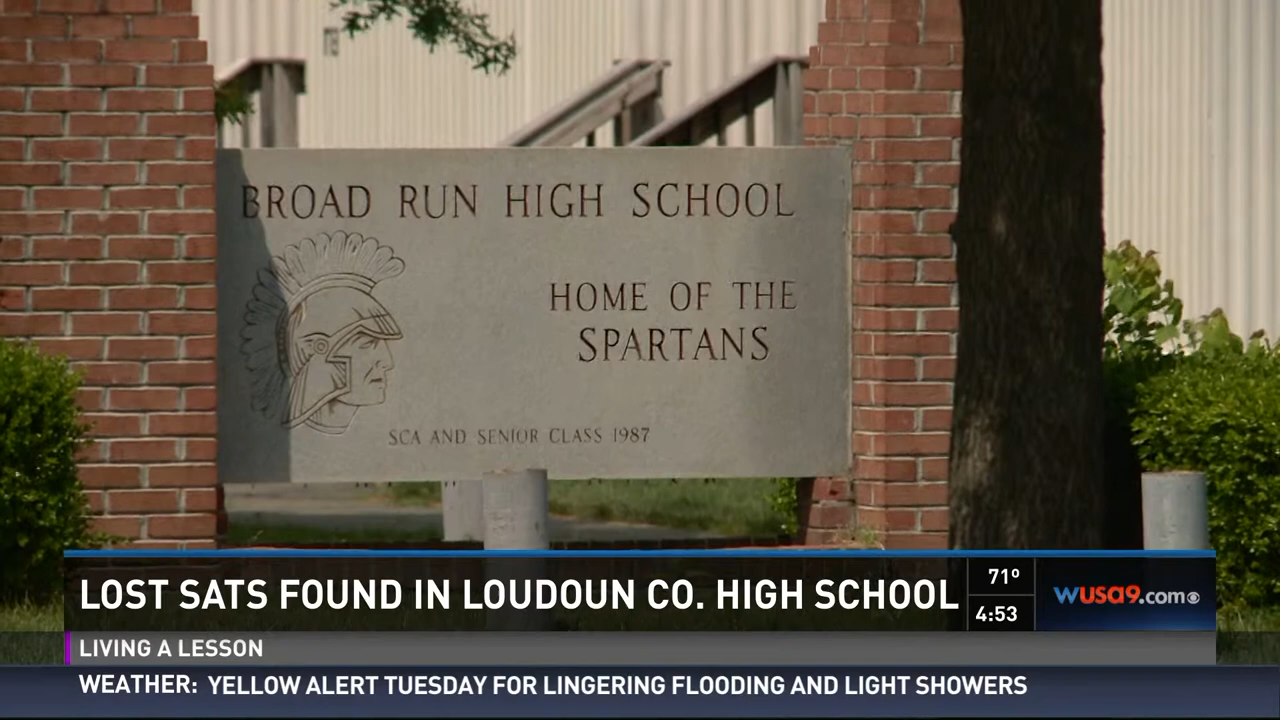 BROAD RUN HIGH SCHOOL
HOME OF THE
SPARTANS
SCA AND SENIOR CLASS 1987
LOST SATS FOUND IN LOUDOUN CO. HIGH SCHOOL
71º
4:53
wusa9.com
LIVING A LESSON
WEATHER: YELLOW ALERT TUESDAY FOR LINGERING FLOODING AND LIGHT SHOWERS